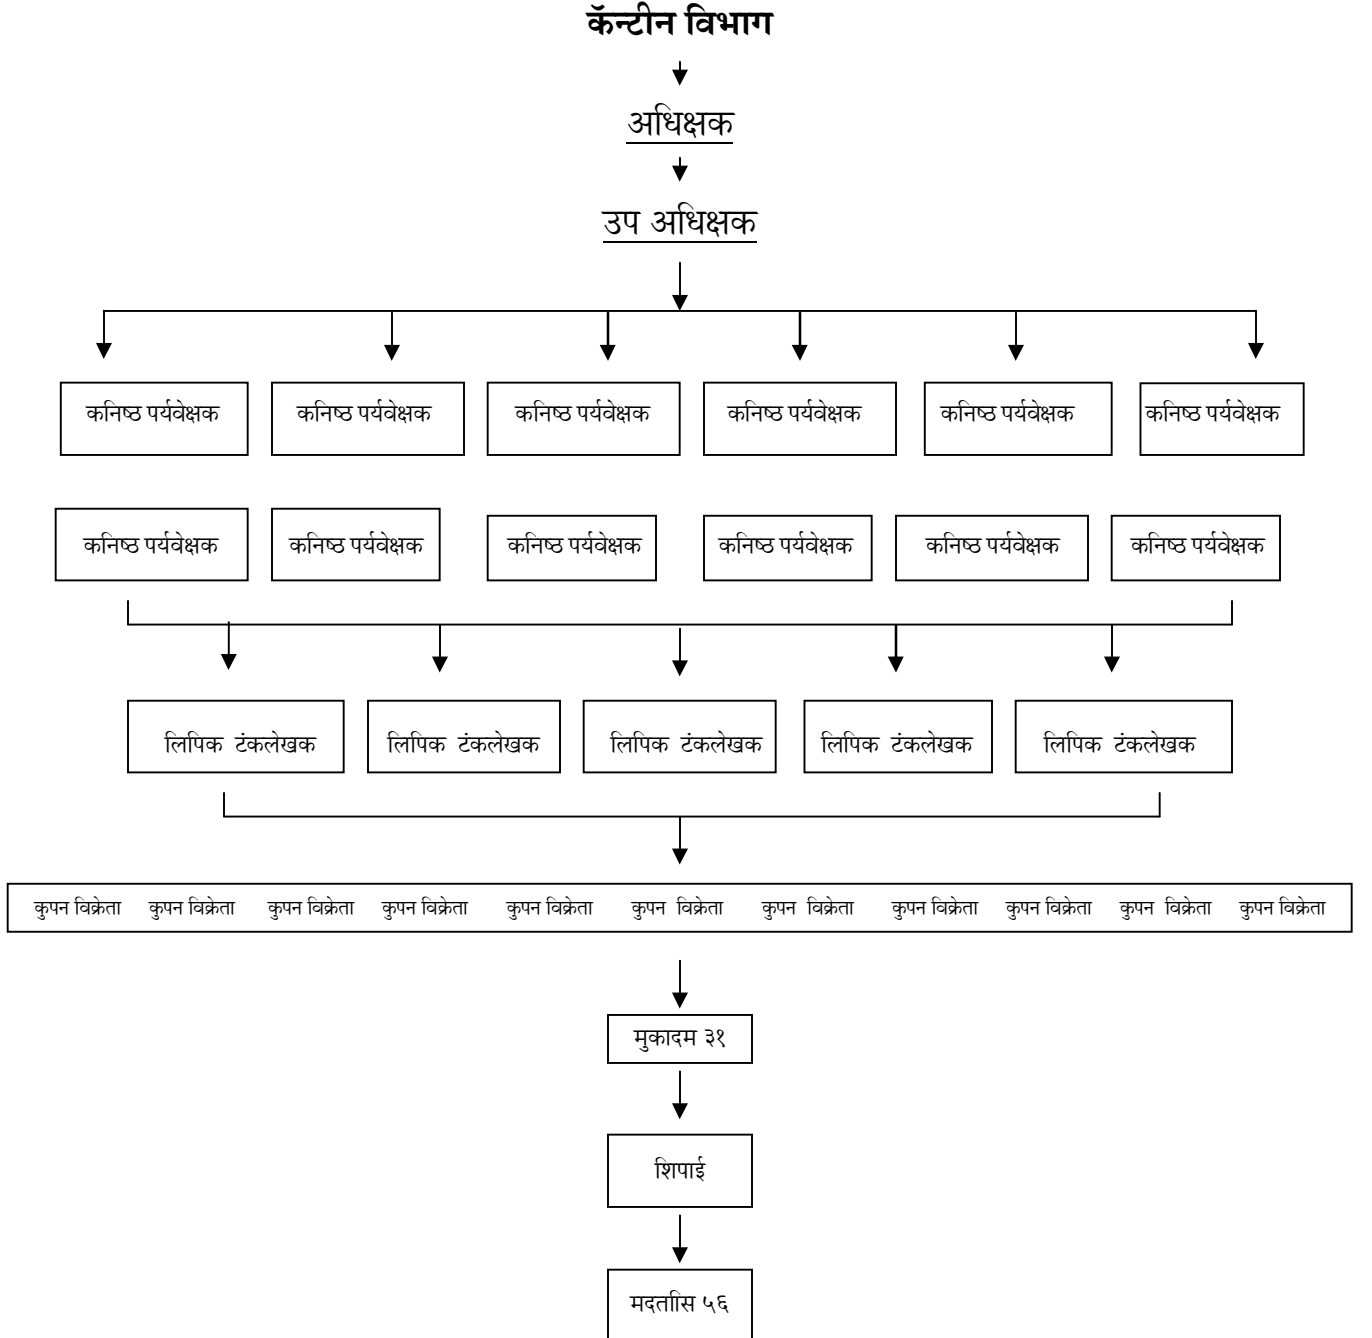 कॅन्टीन विभाग
अधिक्षक
उप अधिक्षक
कनिष्ठ पर्यवेक्षक कनिष्ठ पर्यवेक्षक कनिष्ठ पर्यवेक्षक कनिष्ठ पर्यवेक्षक कनिष्ठ पर्यवेक्षक कनिष्ठ पर्यवेक्षक
कनिष्ठ पर्यवेक्षक कनिष्ठ पर्यवेक्षक कनिष्ठ पर्यवेक्षक कनिष्ठ पर्यवेक्षक कनिष्ठ पर्यवेक्षक कनिष्ठ पर्यवेक्षक
लिपिक टंकलेखक लिपिक टंकलेखक लिपिक टंकलेखक लिपिक टंकलेखक लिपिक टंकलेखक
कुपन विक्रेता कुपन विक्रेता कुपन विक्रेता कुपन विक्रेता कुपन विक्रेता कुपन विक्रेता कुपन विक्रेता कुपन विक्रेता कुपन विक्रेता कुपन विक्रेता कुपन विक्रेता
मुकादम ३१
शिपाई
मदतािस ५६